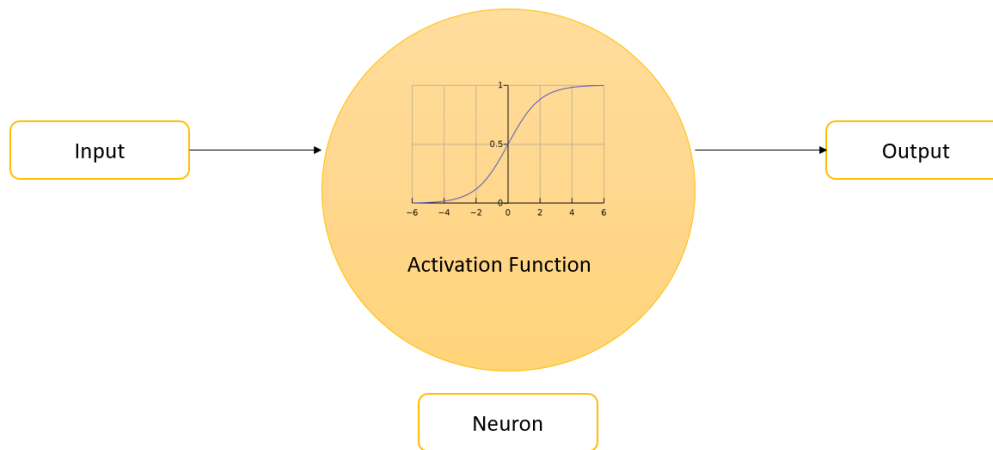 Input
1
0.5
0
−6 −4 −2 0 2 4 6
Activation Function
Output
Neuron